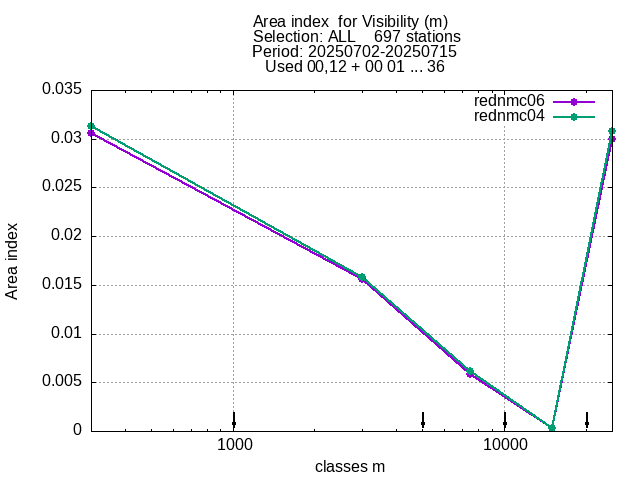 Area index  for Visibility (m)
Selection: ALL    697 stations
Period: 20250702-20250715
Used 00,12 + 00 01 ... 36
rednmc06
rednmc04
0.035
0.03
0.025
0.02
0.015
0.01
0.005
0
Area index
1000 10000
classes m